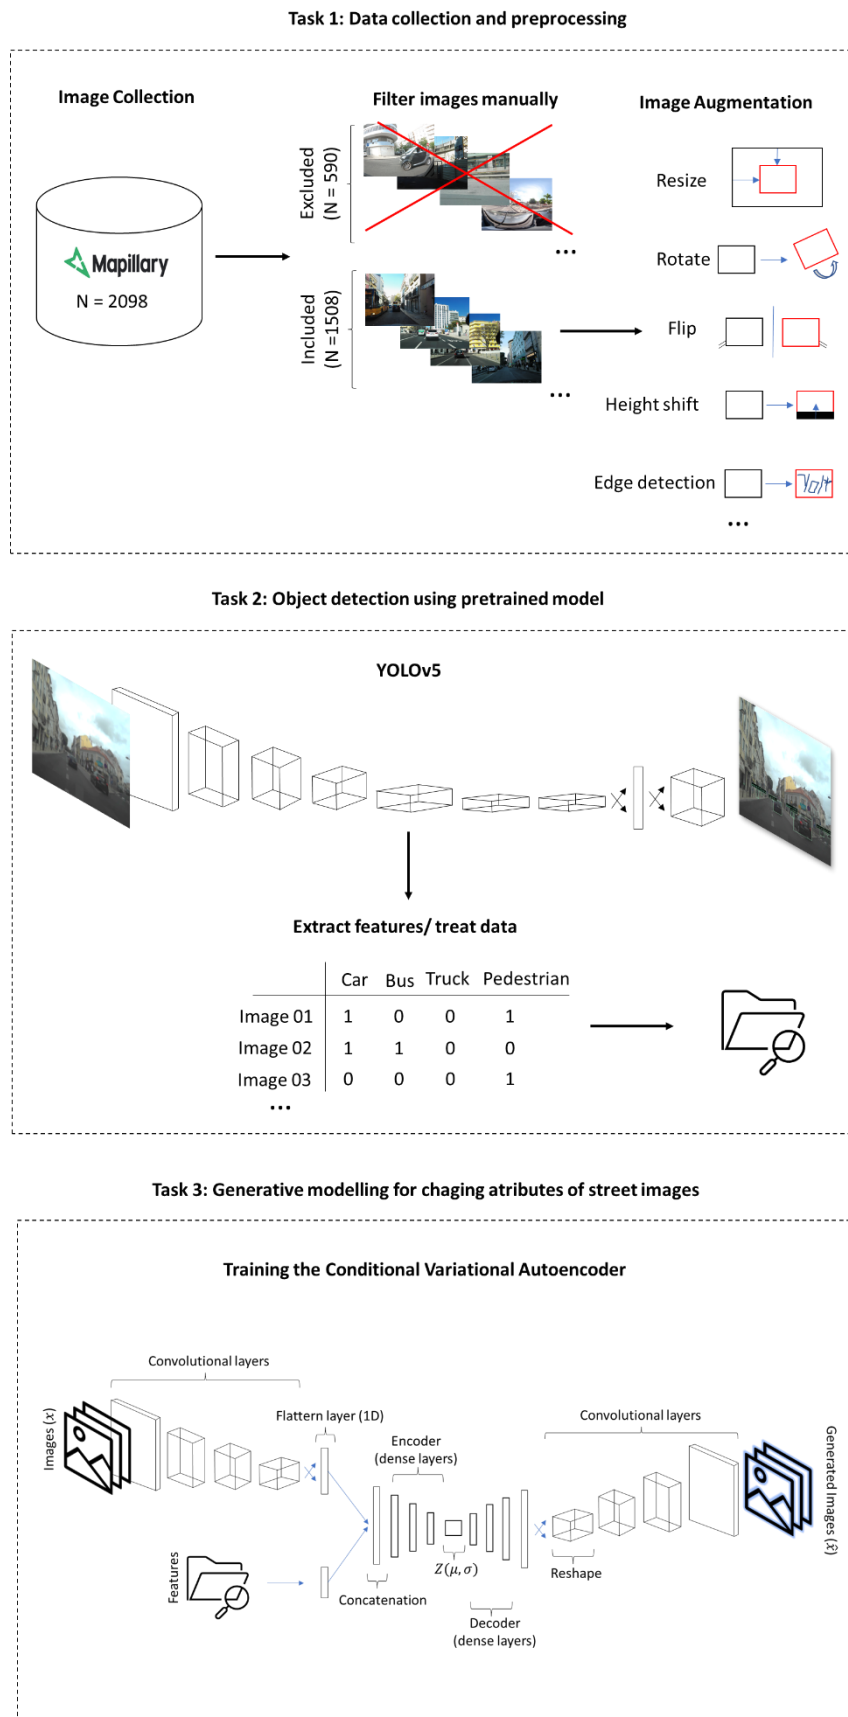 Task 1: Data collection and preprocessing
Image Collection
Filter images manually
Image Augmentation
Mapillary
N = 2098
Excluded
(N = 590)
...
Included
(N =1508)
...
Resize
Rotate
Flip
Height shift
Edge detection
...
Task 2: Object detection using pretrained model
YOLOv5
Extract features/ treat data
Car Bus Truck Pedestrian
Image 01 1 0 0 1
Image 02 1 1 0 0
Image 03 0 0 0 1
...
Task 3: Generative modelling for chaging atributes of street images
Training the Conditional Variational Autoencoder
Convolutional layers
Images (x)
Flattern layer (1D)
Encoder
(dense layers)
Convolutional layers
Generated Images (x̂)
Features
Concatenation
Z(μ, σ)
Decoder
(dense layers)
Reshape